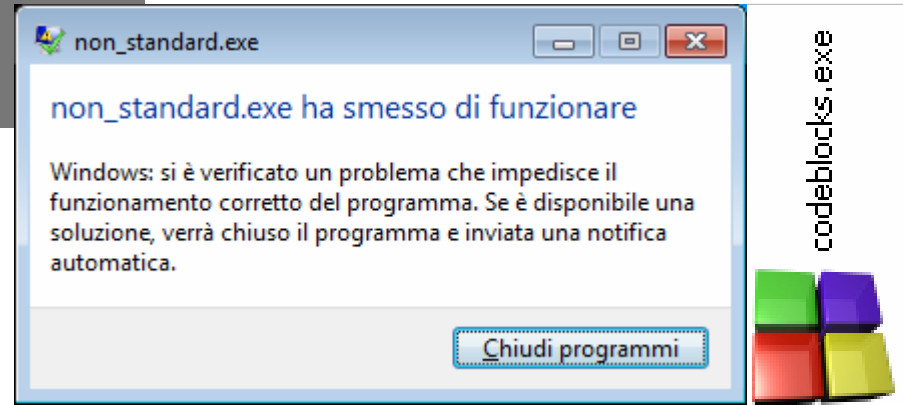 non_standard.exe
non_standard.exe ha smesso di funzionare
Windows: si è verificato un problema che impedisce il
funzionamento corretto del programma. Se è disponibile una
soluzione, verrà chiuso il programma e inviata una notifica
automatica.
Chiudi programmi
codeblocks.exe